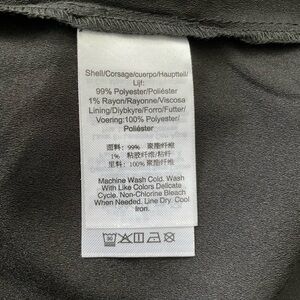 Shell/Corsage/cuerpo/Hauptteil/
Lijf:
99% Polyester/Poliéster
1% Rayon/Rayonne/Viscosa
Lining/Diybkyr/Forro/Futter/
Voering:100% Polyester/
Poliéster
面料: 99% 聚酯纤维
1% 粘胶纤维/粘纤
里料: 100% 聚酯纤维
Machine Wash Cold. Wash
With Like Colors Delicate
Cycle. Non-Chlorine Bleach
When Needed. Line Dry. Cool
Iron.